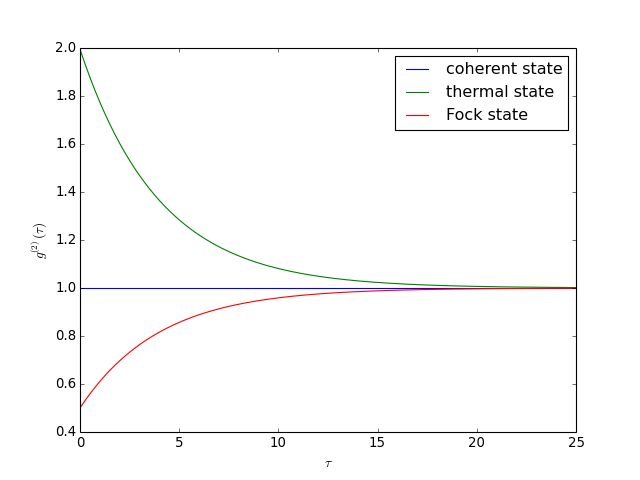 2.0
1.8
1.6
1.4
1.2
1.0
0.8
0.6
0.4
g^{(2)}(τ)
coherent state
thermal state
Fock state
0 5 10 15 20 25
τ